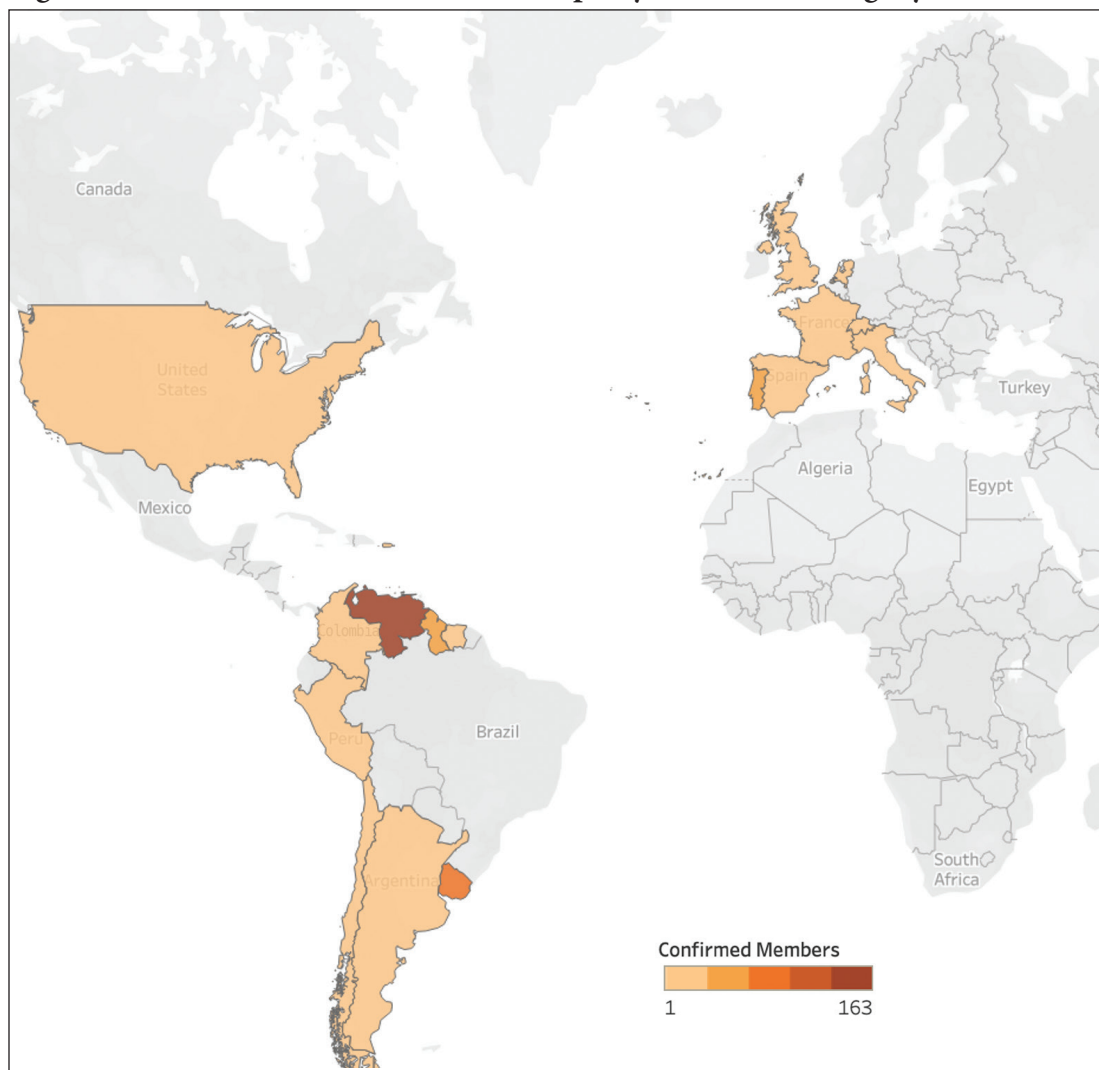 Canada
United
States
Mexico
France
Spain
Turkey
Algeria
Egypt
Colombia
Peru
Brazil
Argentina
South
Africa
Confirmed Members
1 163